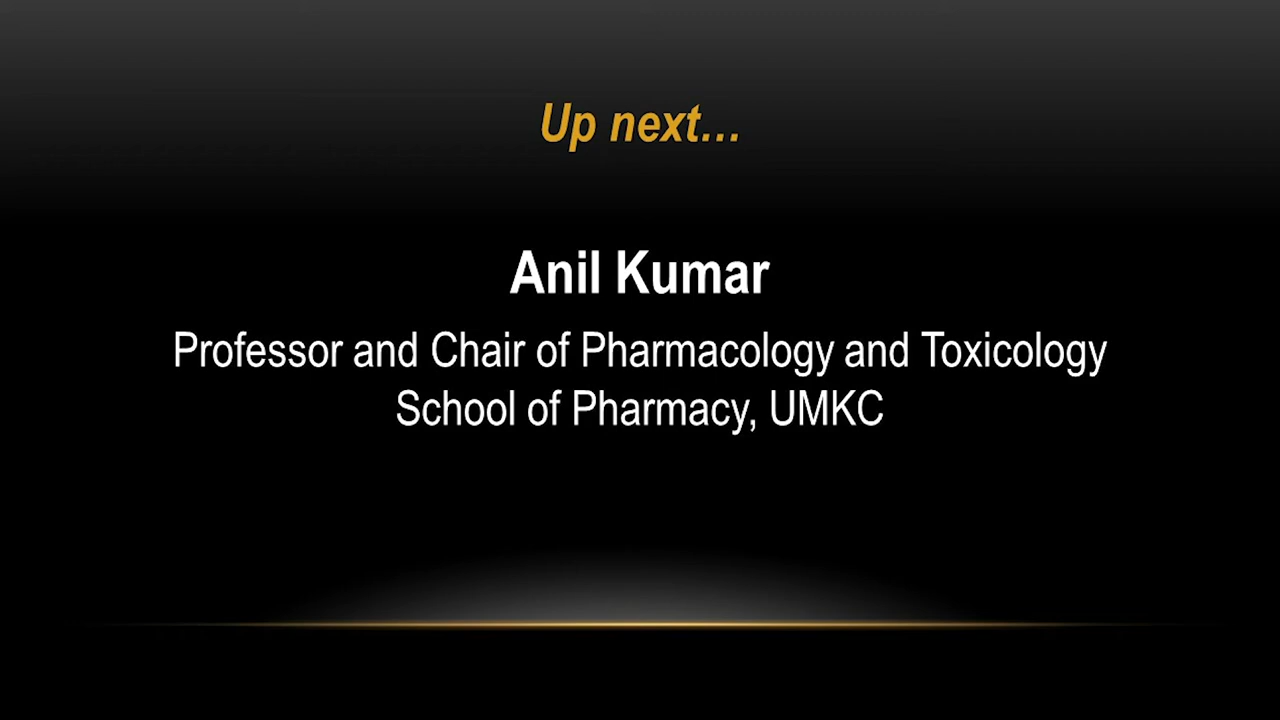 Up next…
Anil Kumar
Professor and Chair of Pharmacology and Toxicology
School of Pharmacy, UMKC